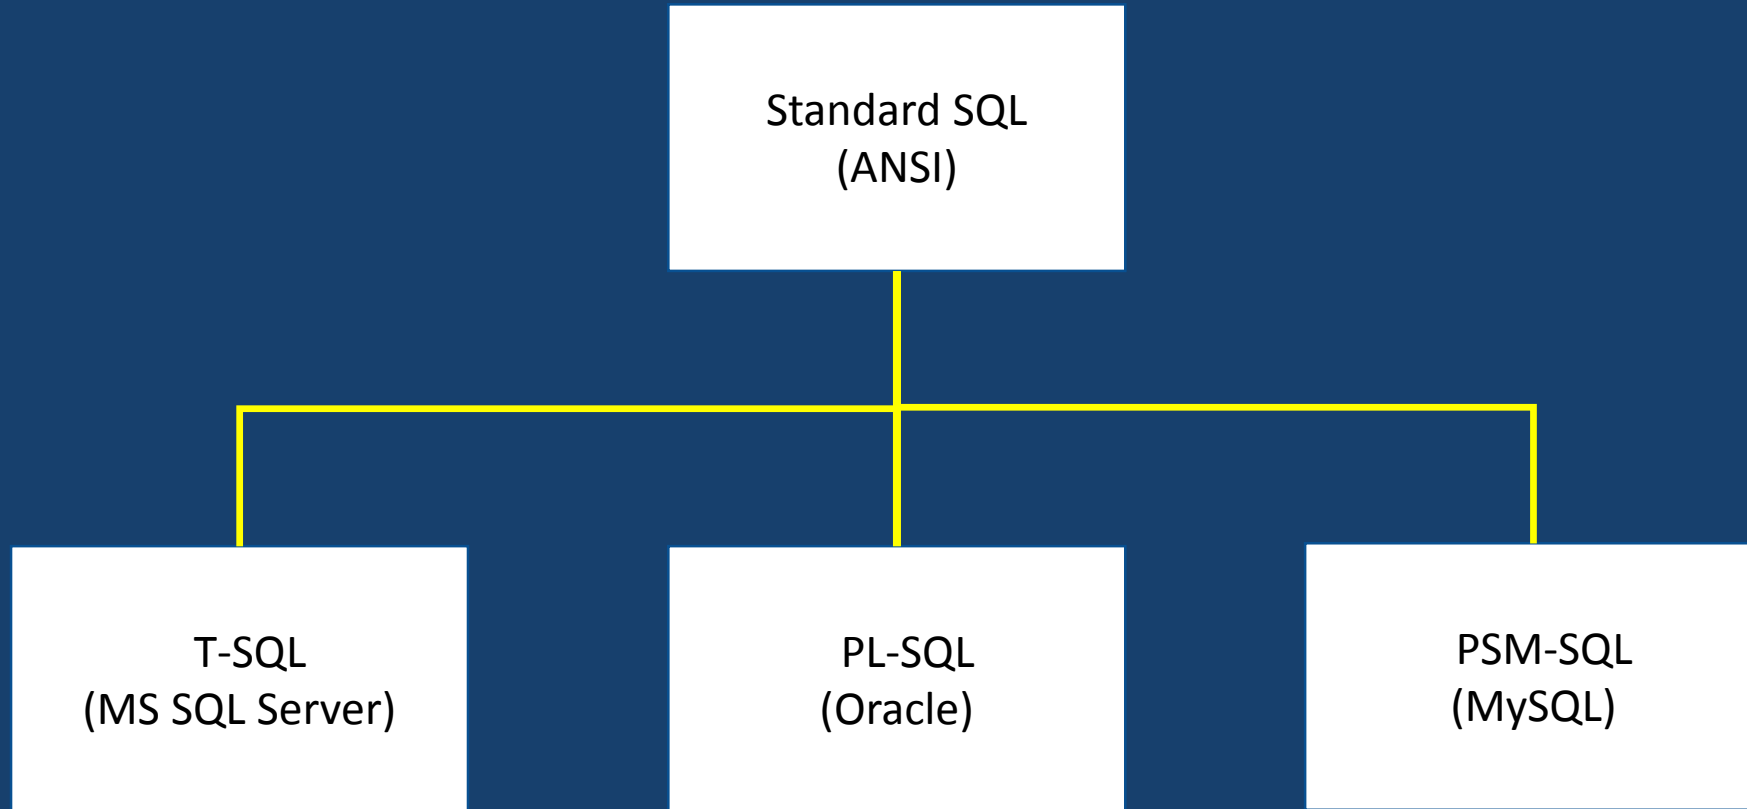 Standard SQL
(ANSI)
T-SQL
(MS SQL Server)
PL-SQL
(Oracle)
PSM-SQL
(MySQL)